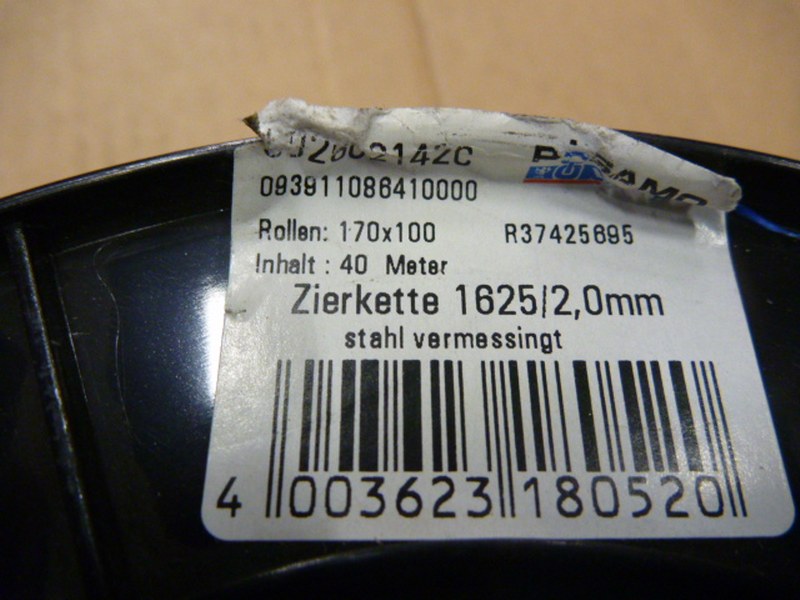 093911086410000
Rollen: 170x100 R37425695
Inhalt : 40 Meter
Zierkette 1625/2,0mm
stahl vermessingt
4 003623 180520